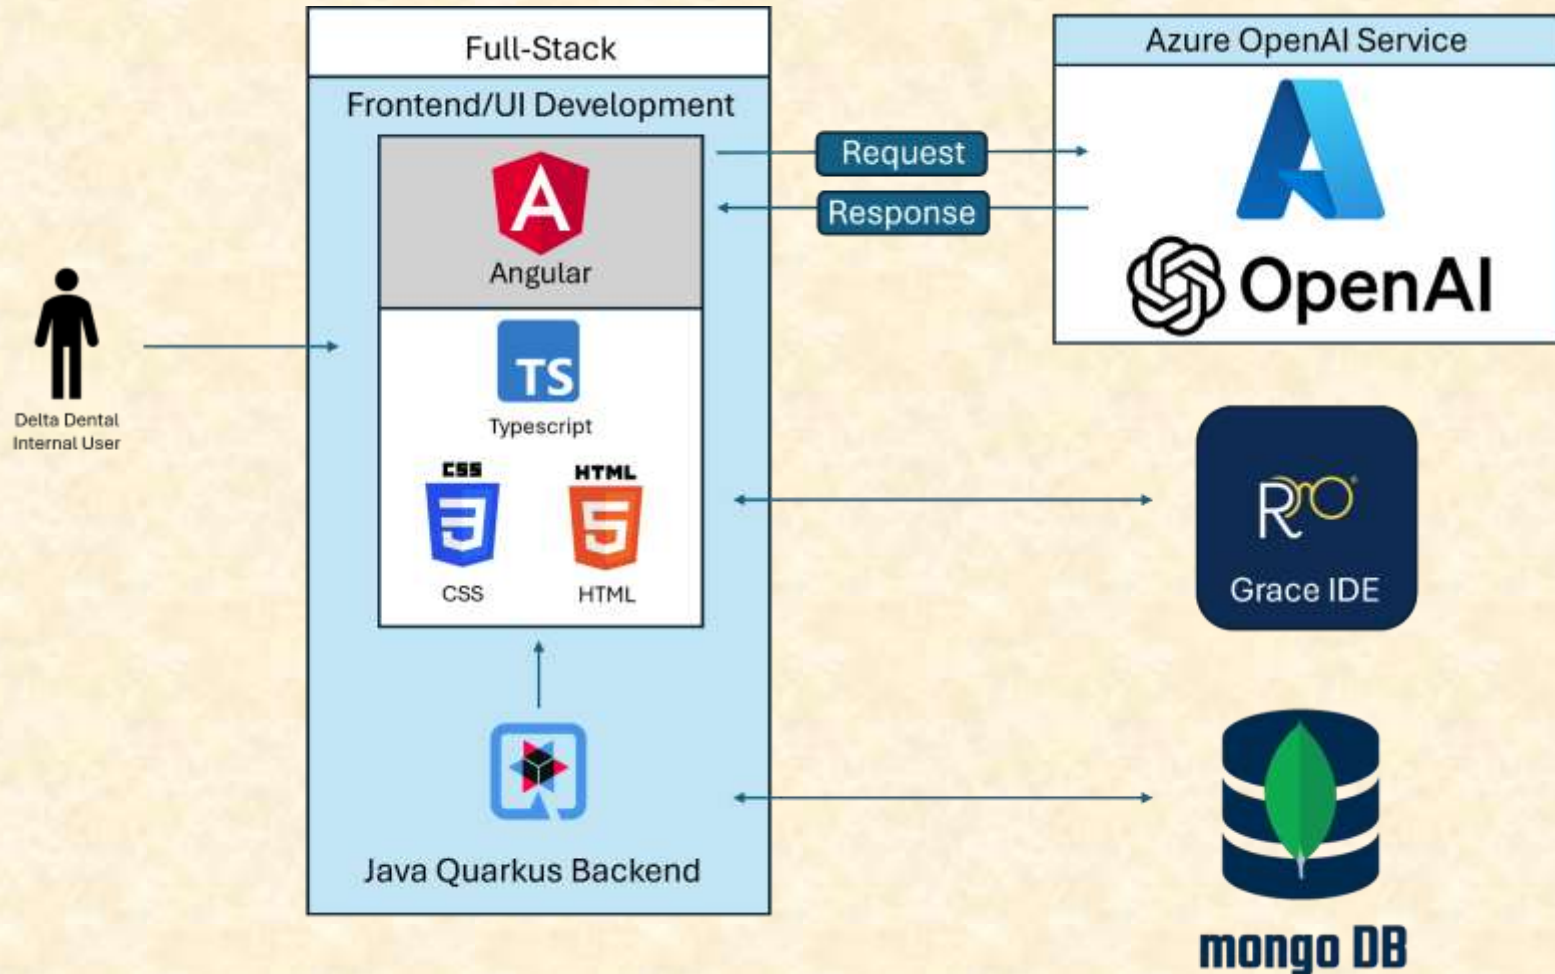 Full-Stack
Frontend/UI Development
Angular
TS
Typescript
CSS
HTML
CSS
HTML
Java Quarkus Backend
Delta Dental
Internal User
Request
Response
Azure OpenAI Service
OpenAI
Grace IDE
mongo DB